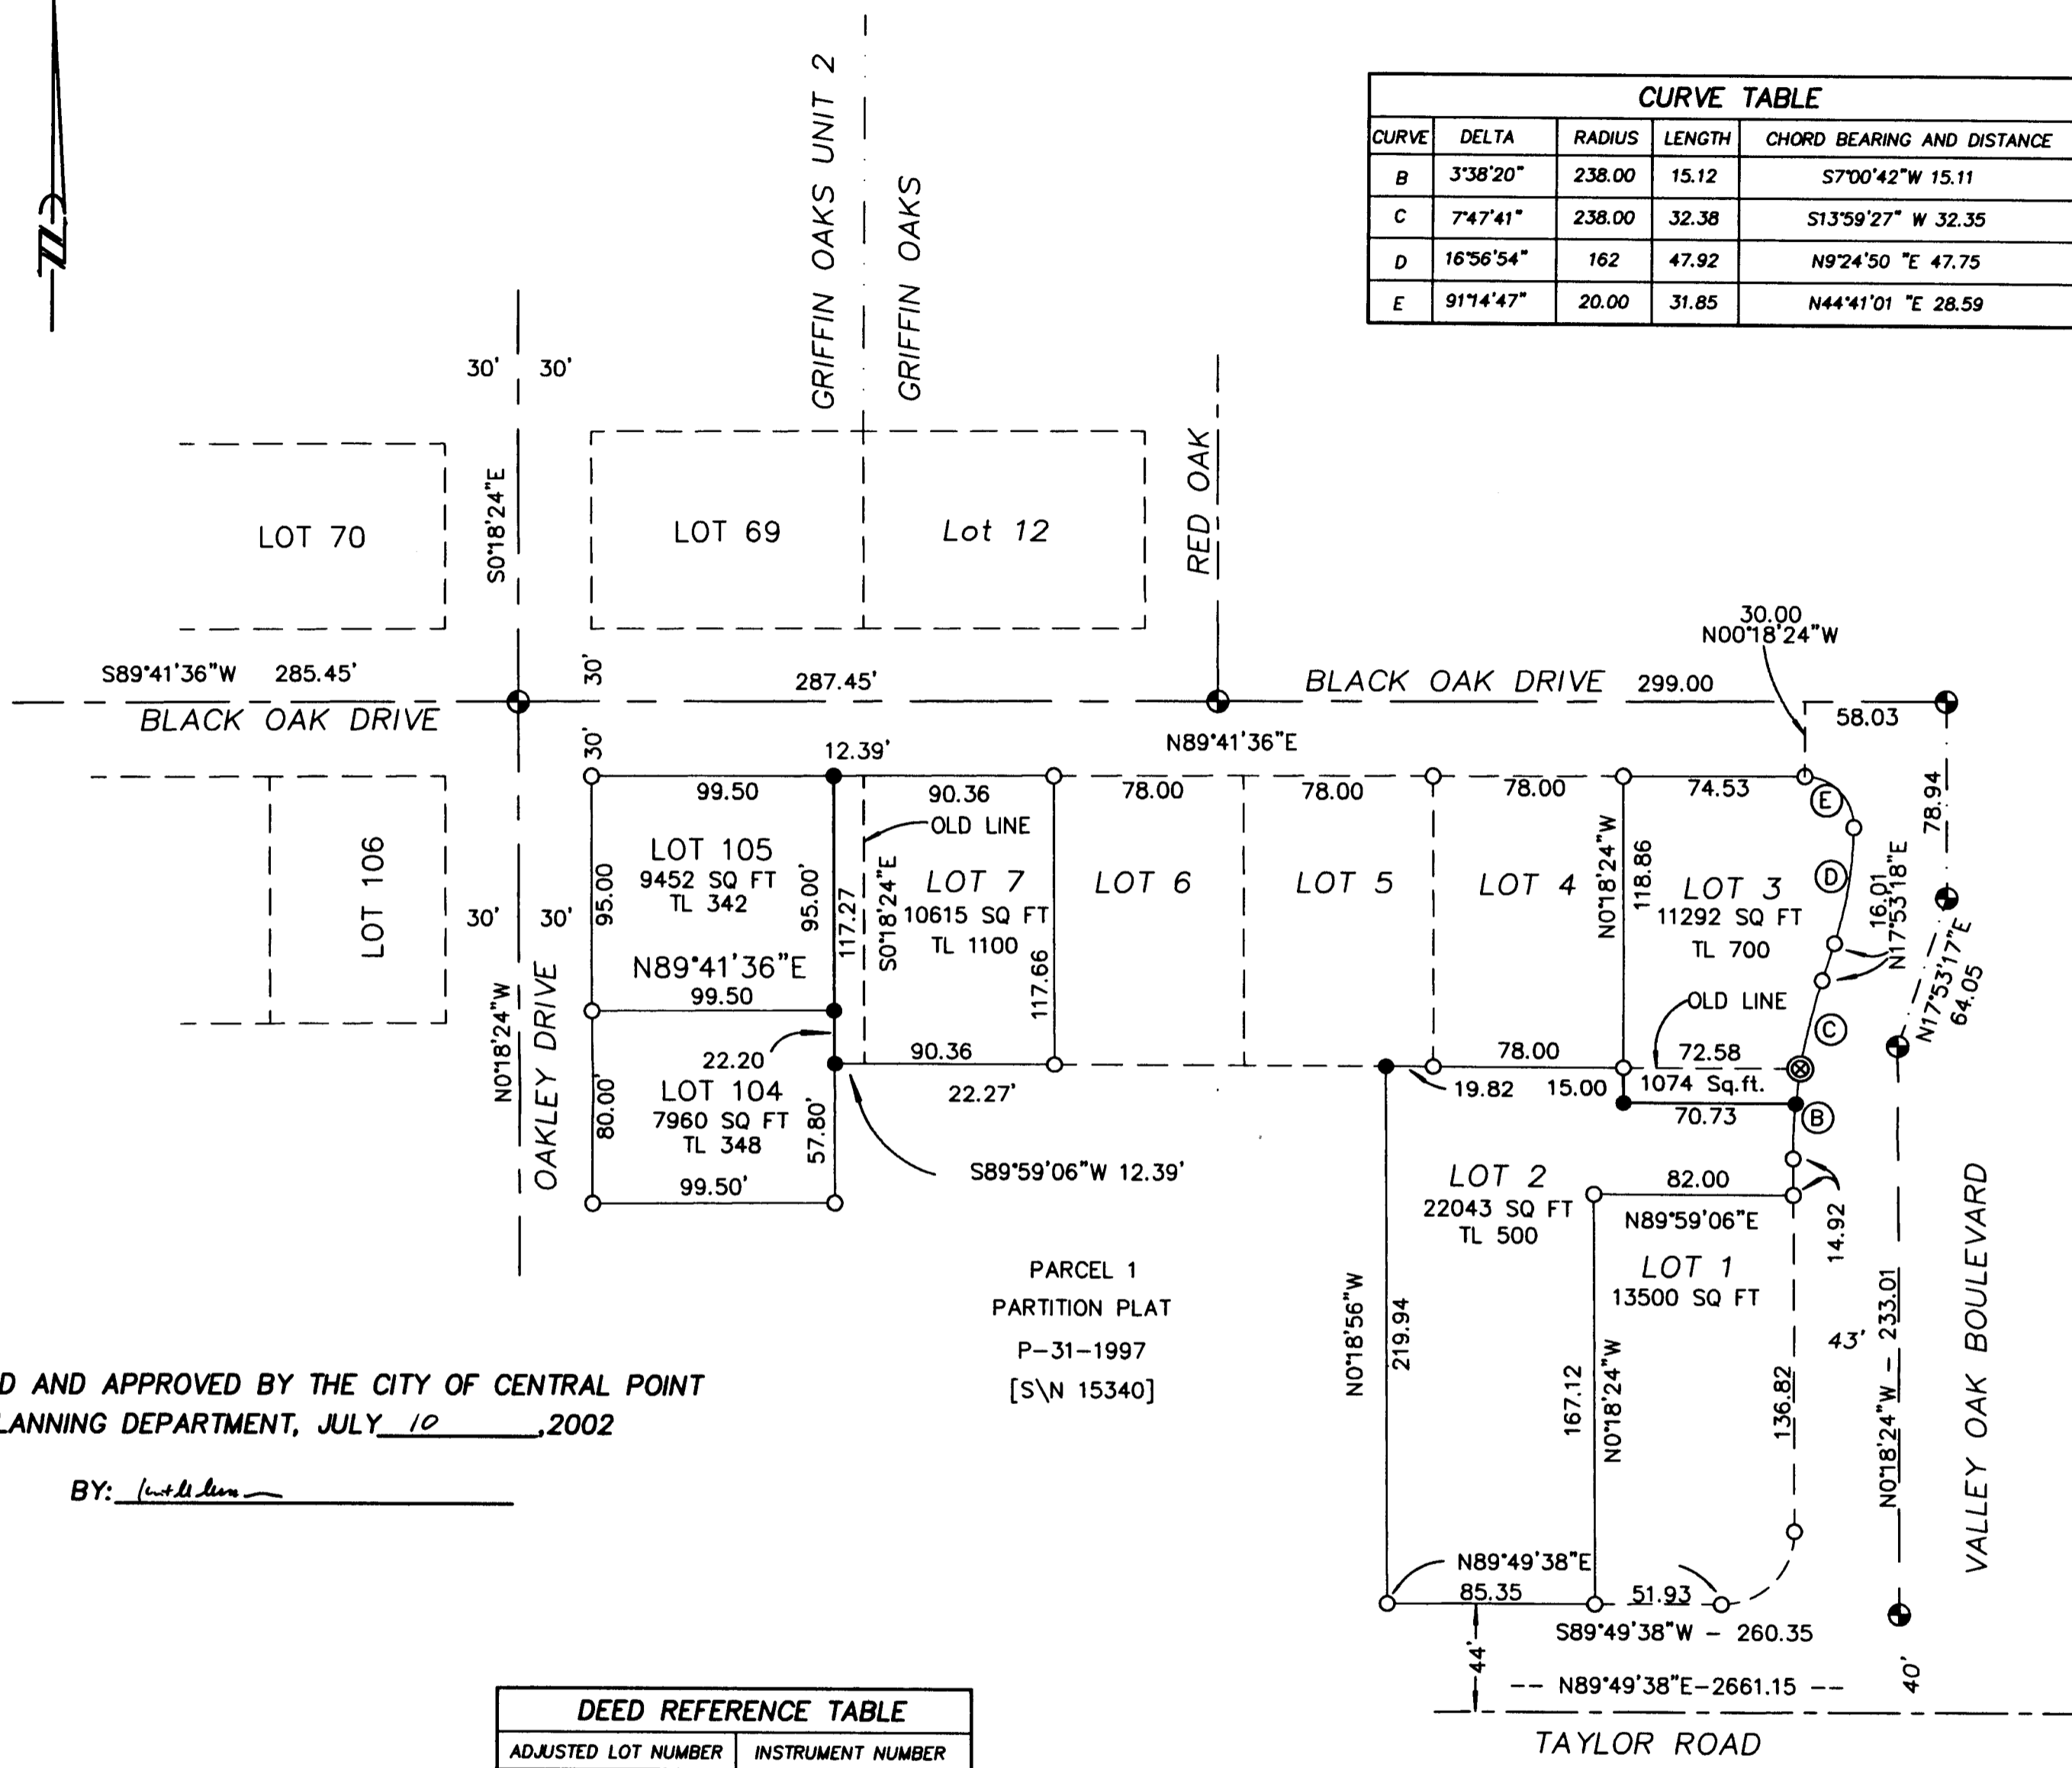 CURVE TABLE
CURVE DELTA RADIUS LENGTH CHORD BEARING AND DISTANCE
B 3°38'20" 238.00 15.12 S7°00'42"W 15.11
C 7°47'41" 238.00 32.38 S13°59'27" W 32.35
D 16°56'54" 162 47.92 N9°24'50 "E 47.75
E 91°14'47" 20.00 31.85 N44°41'01 "E 28.59
GRIFFIN OAKS UNIT 2
GRIFFIN OAKS
30' 30'
S0°18'24"E
LOT 70
LOT 69
Lot 12
RED OAK
30.00
N00°18'24"W
S89°41'36"W 285.45'
30'
287.45'
BLACK OAK DRIVE 299.00
58.03
BLACK OAK DRIVE
30'
12.39'
N89°41'36"E
78.94
99.50
90.36
78.00
78.00
78.00
74.53
E
OLD LINE
LOT 106
30' 30'
95.00
LOT 105
9452 SQ FT
TL 342
95.00'
117.27
S0°18'24"E
LOT 7
10615 SQ FT
TL 1100
117.66
LOT 6
LOT 5
LOT 4
N0°18'24"W
118.86
LOT 3
11292 SQ FT
TL 700
D
16.01
N17°53'18"E
N17°53'17"E
64.05
N89°41'36"E
99.50
N0°18'24"W
OAKLEY DRIVE
OLD LINE
C
22.20
90.36
22.27'
78.00
72.58
19.82
15.00
1074 Sq.ft.
70.73
B
80.00'
LOT 104
7960 SQ FT
TL 348
57.80'
99.50'
S89°59'06"W 12.39'
LOT 2
22043 SQ FT
TL 500
82.00
N89°59'06"E
14.92
LOT 1
13500 SQ FT
43'
PARCEL 1
PARTITION PLAT
P-31-1997
[S\N 15340]
N0°18'56"W
219.94
167.12
N0°18'24"W
136.82
N0°18'24"W - 233.01
VALLEY OAK BOULEVARD
D AND APPROVED BY THE CITY OF CENTRAL POINT
LANNING DEPARTMENT, JULY 10 ,2002
BY:
N89°49'38"E
85.35
51.93
S89°49'38"W - 260.35
44'
40'
-- N89°49'38"E-2661.15 --
TAYLOR ROAD
DEED REFERENCE TABLE
ADJUSTED LOT NUMBER INSTRUMENT NUMBER